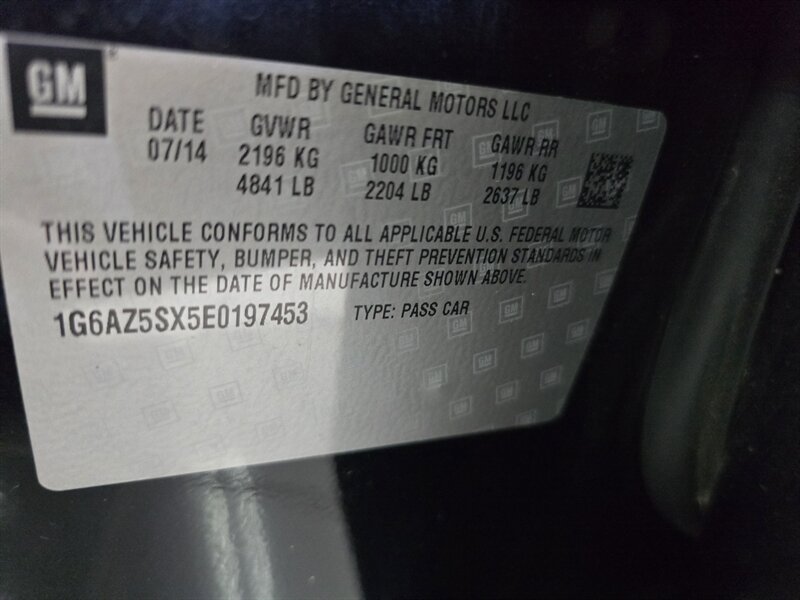 GM
MFD BY GENERAL MOTORS LLC
DATE GVWR GAWR FRT GAWR RR
07/14 2196 KG 1000 KG 1196 KG
4841 LB 2204 LB 2637 LB
THIS VEHICLE CONFORMS TO ALL APPLICABLE U.S. FEDERAL MOTOR
VEHICLE SAFETY, BUMPER, AND THEFT PREVENTION STANDARDS IN
EFFECT ON THE DATE OF MANUFACTURE SHOWN ABOVE.
1G6AZ5SX5E0197453 TYPE: PASS CAR